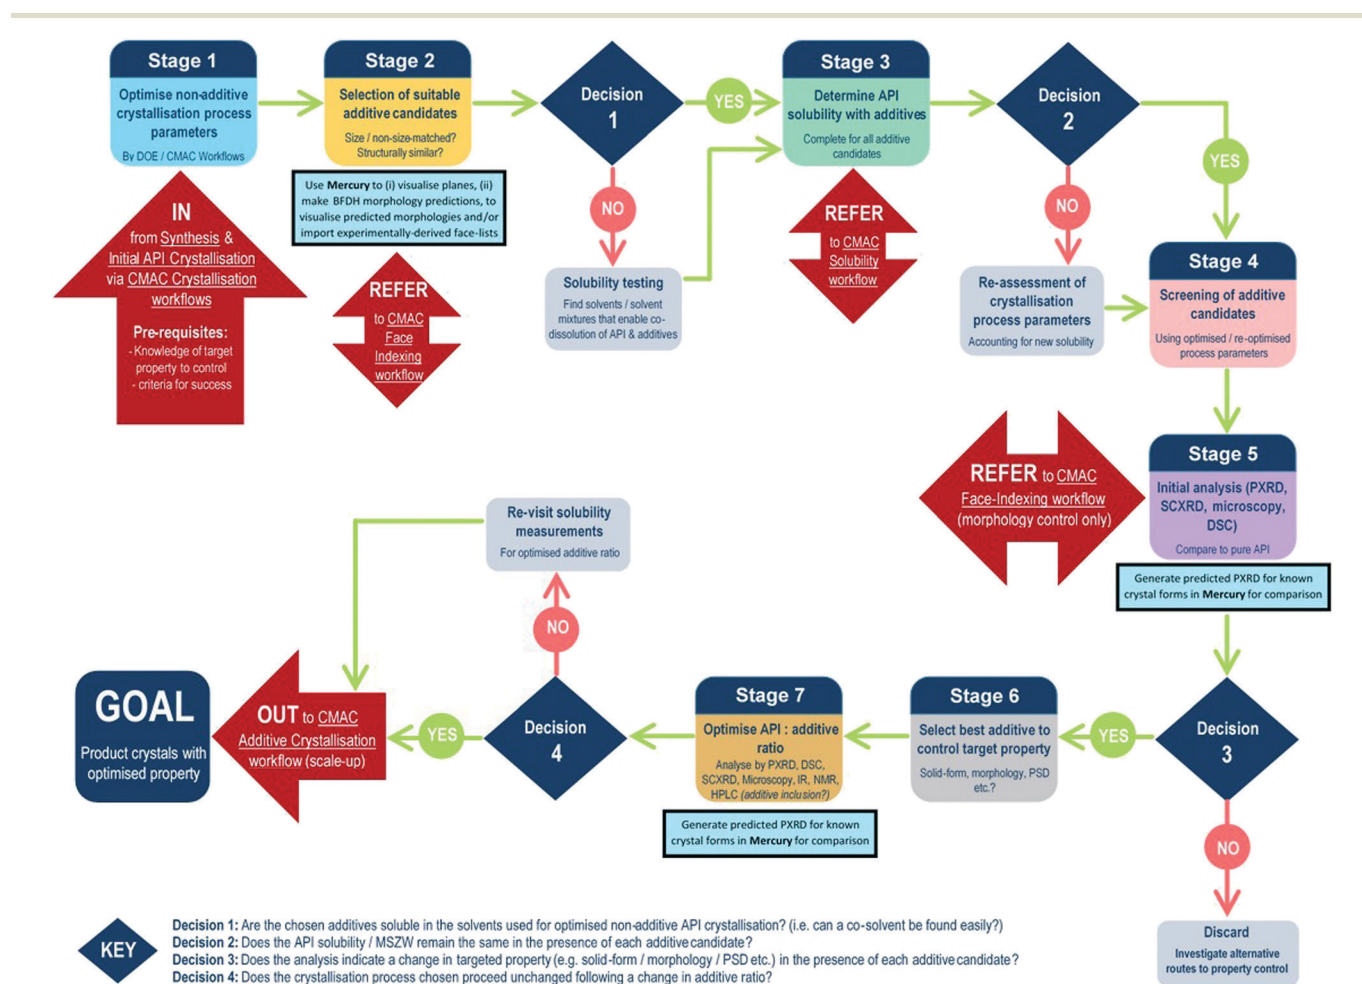 Stage 1
Optimise non-additive
crystallisation process
parameters
By DOE / CMAC Workflows
Stage 2
Selection of suitable
additive candidates
Size / non-size-matched?
Structurally similar?
Use Mercury to (i) visualise planes, (ii)
make BFDH morphology predictions, to
visualise predicted morphologies and/or
import experimentally-derived face-lists
Decision
1
YES
NO
Solubility testing
Find solvents / solvent
mixtures that enable co-
dissolution of API & additives
Stage 3
Determine API
solubility with additives
Complete for all additive
candidates
Decision
2
YES
NO
Re-assessment of
crystallisation
process parameters
Accounting for new solubility
IN
from Synthesis &
Initial API Crystallisation
via CMAC Crystallisation
workflows
Pre-requisites:
- Knowledge of target
property to control
- criteria for success
REFER
to CMAC
Face
Indexing
workflow
REFER
to CMAC
Solubility
workflow
Stage 4
Screening of additive
candidates
Using optimised / re-optimised
process parameters
Stage 5
Initial analysis (PXRD,
SCXRD, microscopy,
DSC)
Compare to pure API
REFER to CMAC
Face-Indexing workflow
(morphology control only)
Generate predicted PXRD for known
crystal forms in Mercury for comparison
Decision
3
YES
NO
Discard
Investigate alternative
routes to property control
Stage 6
Select best additive to
control target property
Solid-form, morphology, PSD
etc.?
Stage 7
Optimise API : additive
ratio
Analyse by PXRD, DSC,
SCXRD, Microscopy, IR, NMR,
HPLC (additive inclusion?)
Generate predicted PXRD for known
crystal forms in Mercury for comparison
Decision
4
NO
Re-visit solubility
measurements
For optimised additive ratio
YES
OUT to CMAC
Additive Crystallisation
workflow (scale-up)
GOAL
Product crystals with
optimised property
KEY
Decision 1: Are the chosen additives soluble in the solvents used for optimised non-additive API crystallisation? (i.e. can a co-solvent be found easily?)
Decision 2: Does the API solubility / MSZW remain the same in the presence of each additive candidate?
Decision 3: Does the analysis indicate a change in targeted property (e.g. solid-form / morphology / PSD etc.) in the presence of each additive candidate?
Decision 4: Does the crystallisation process chosen proceed unchanged following a change in additive ratio?